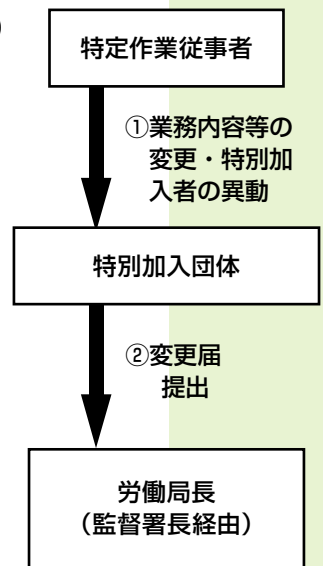 特定作業従事者
①業務内容等の
変更・特別加
入者の異動
特別加入団体
②変更届
提出
労働局長
（監督署長経由）